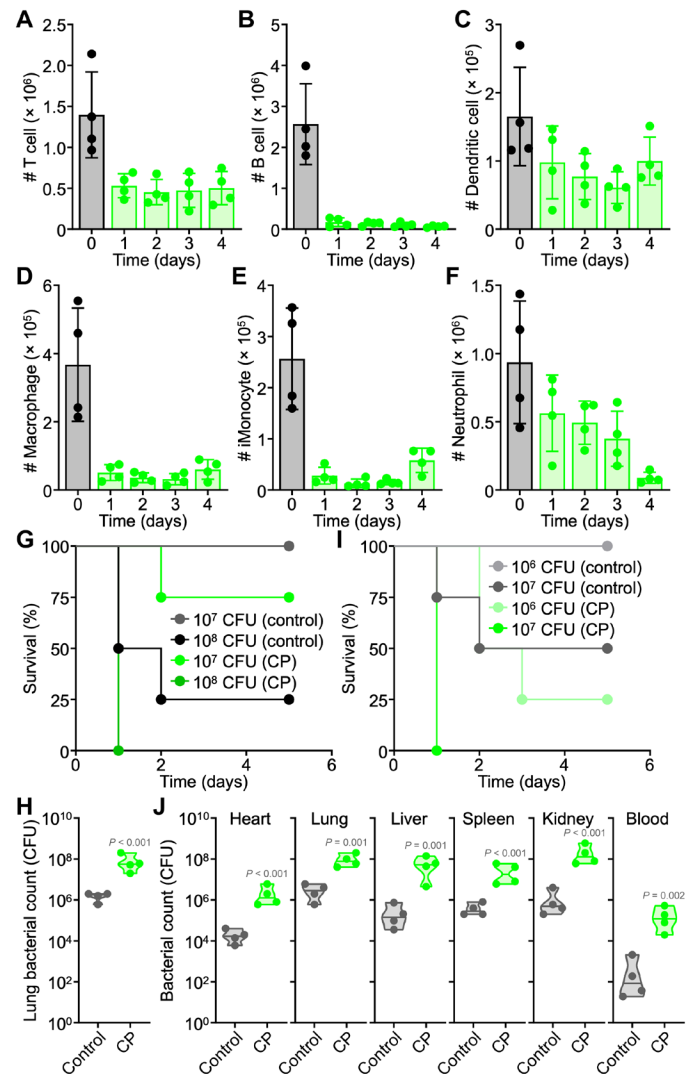 A
# T cell (× 10⁶)
2.5
2.0
1.5
1.0
0.5
0
0 1 2 3 4
Time (days)
B
# B cell (× 10⁶)
5
4
3
2
1
0
0 1 2 3 4
Time (days)
C
# Dendritic cell (× 10⁵)
3
2
1
0
0 1 2 3 4
Time (days)
D
# Macrophage (× 10⁵)
6
4
2
0
0 1 2 3 4
Time (days)
E
# iMonocyte (× 10⁵)
4
3
2
1
0
0 1 2 3 4
Time (days)
F
# Neutrophil (× 10⁶)
1.5
1.0
0.5
0
0 1 2 3 4
Time (days)
G
Survival (%)
100
75
50
25
0
10⁷ CFU (control)
10⁸ CFU (control)
10⁷ CFU (CP)
10⁸ CFU (CP)
0 2 4 6
Time (days)
I
Survival (%)
100
75
50
25
0
10⁶ CFU (control)
10⁷ CFU (control)
10⁶ CFU (CP)
10⁷ CFU (CP)
0 2 4 6
Time (days)
H
Lung bacterial count (CFU)
10¹⁰
10⁸
10⁶
10⁴
10²
10⁰
P < 0.001
Control CP
J
Bacterial count (CFU)
10¹⁰
10⁸
10⁶
10⁴
10²
10⁰
Heart Lung Liver Spleen Kidney Blood
P < 0.001 P = 0.001 P = 0.001 P < 0.001 P < 0.001 P = 0.002
Control CP Control CP Control CP Control CP Control CP Control CP